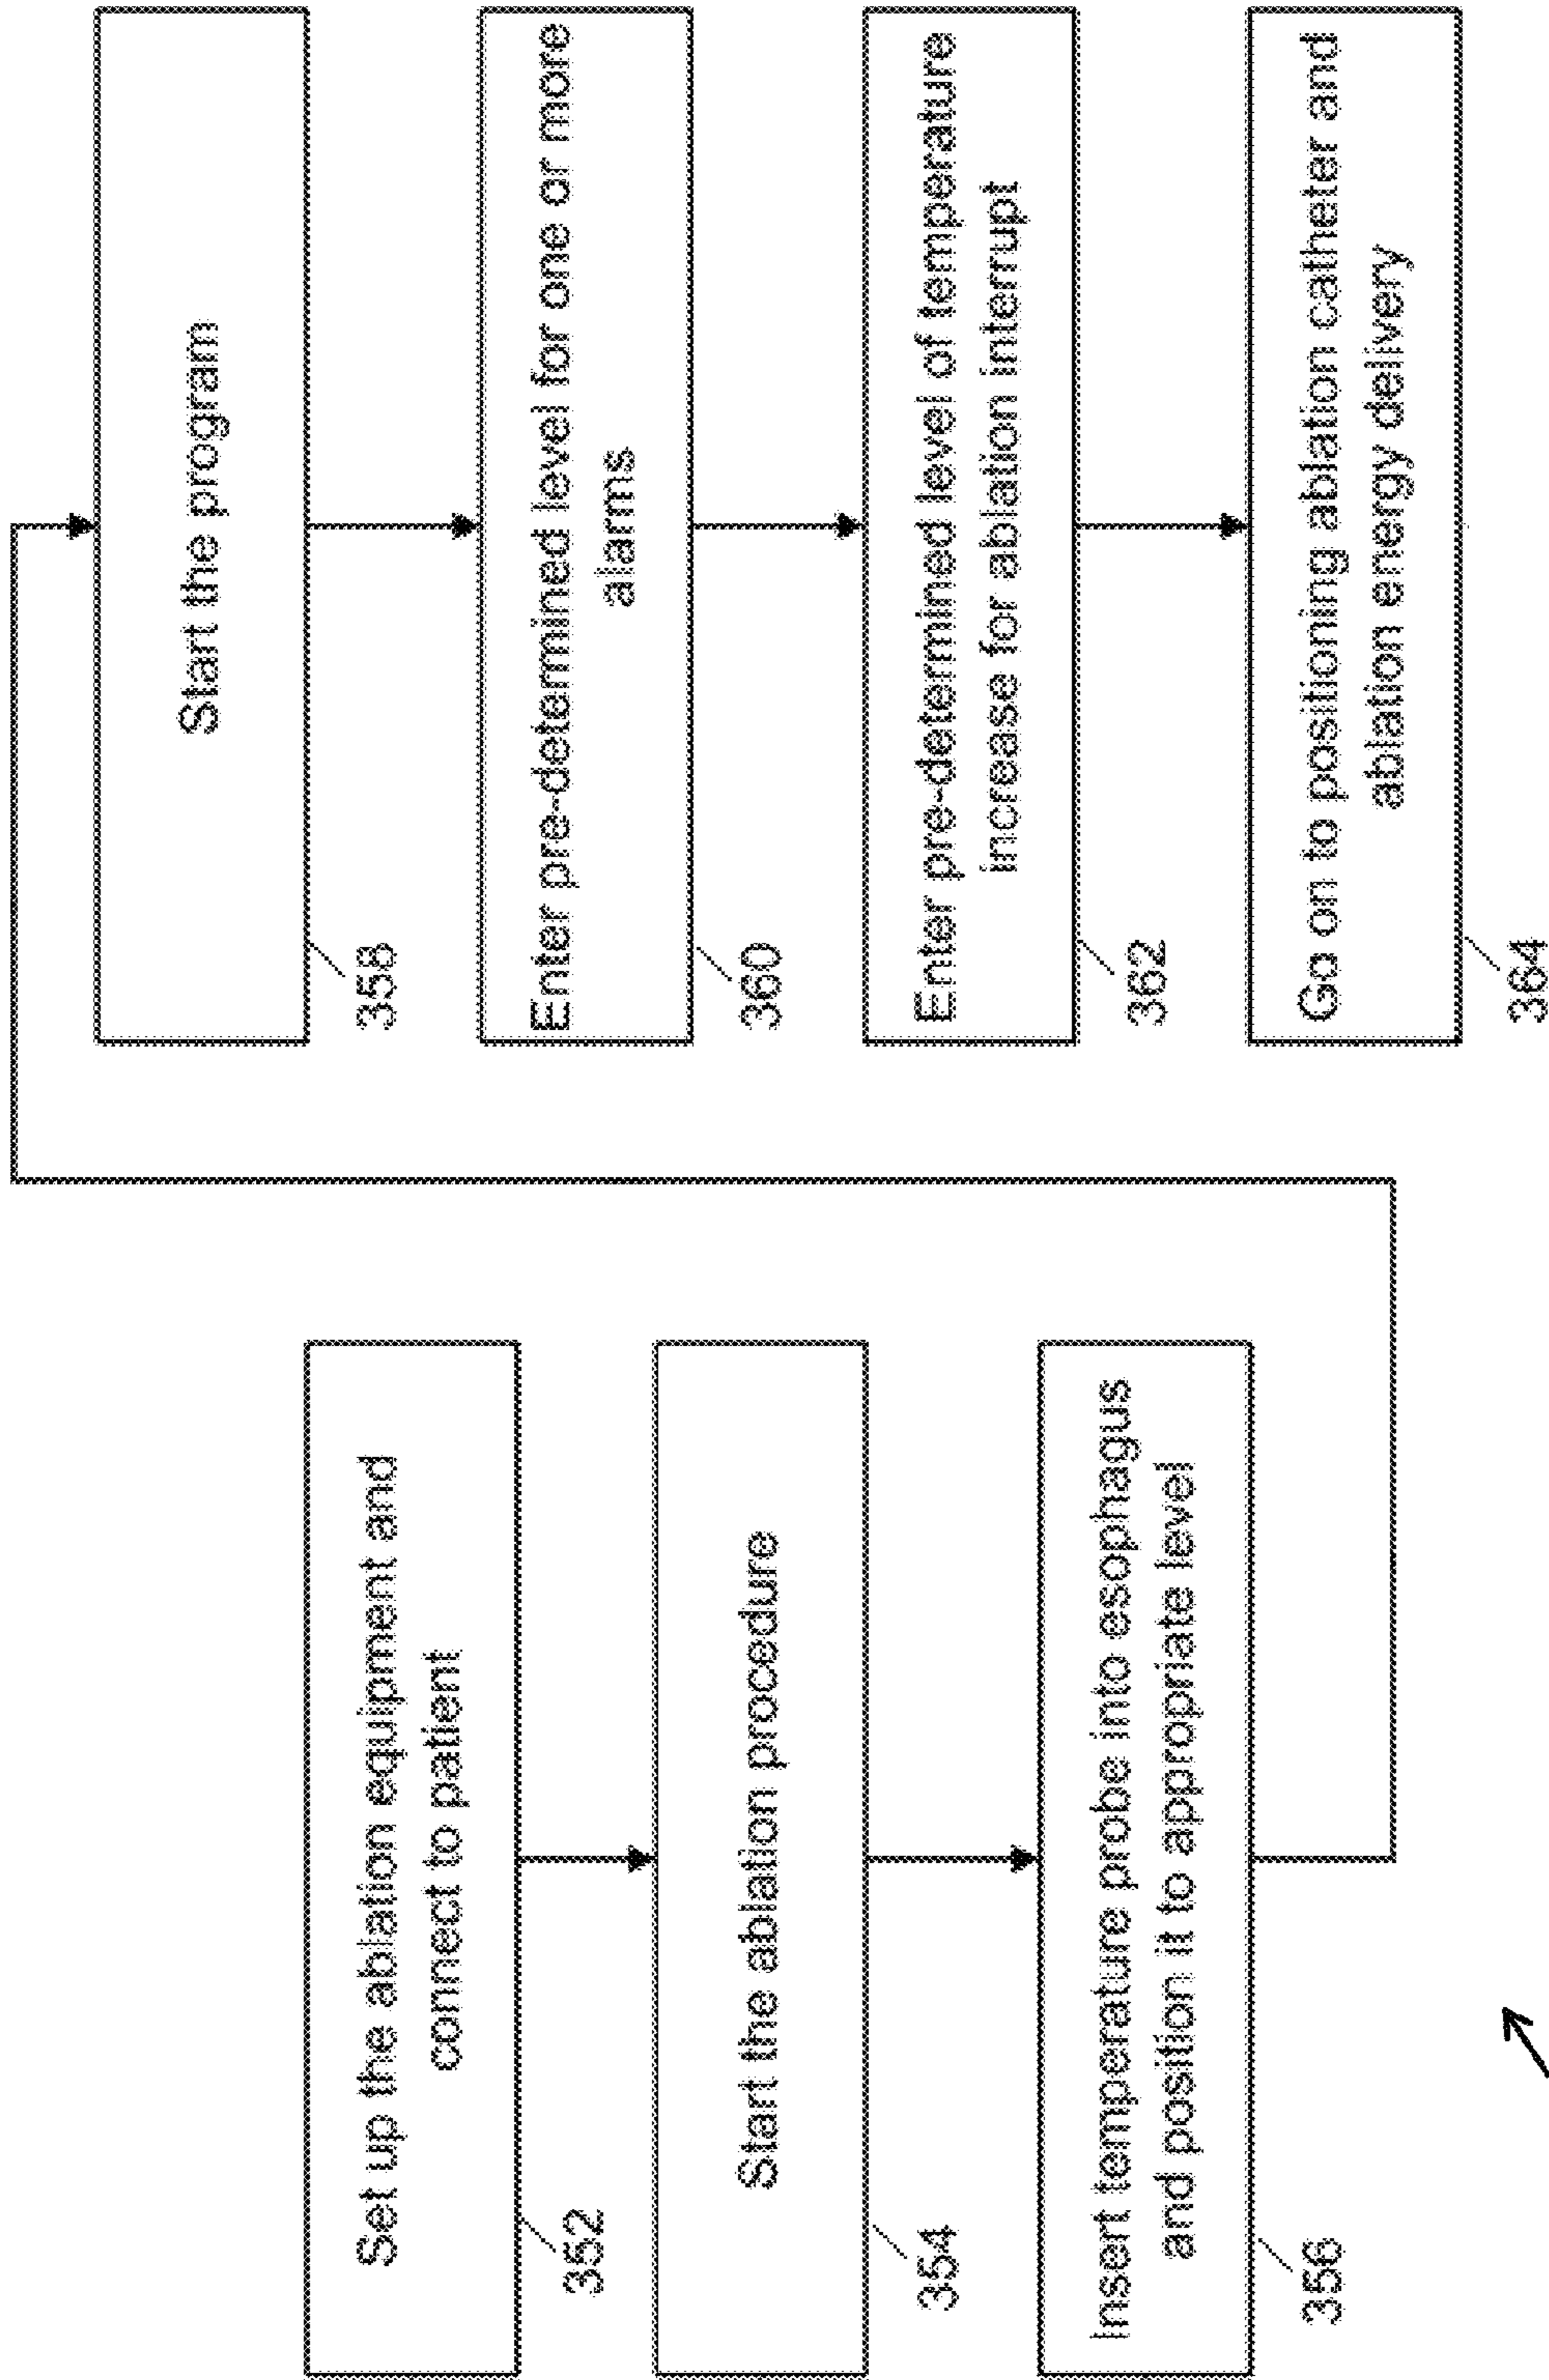 Set up the ablation equipment and
connect to patient
352
Start the ablation procedure
354
Insert temperature probe into esophagus
and position it to appropriate level
356
Start the program
358
Enter pre-determined level for one or more
alarms
360
Enter pre-determined level of temperature
increase for ablation interrupt
362
Go on to positioning ablation catheter and
ablation energy delivery
364